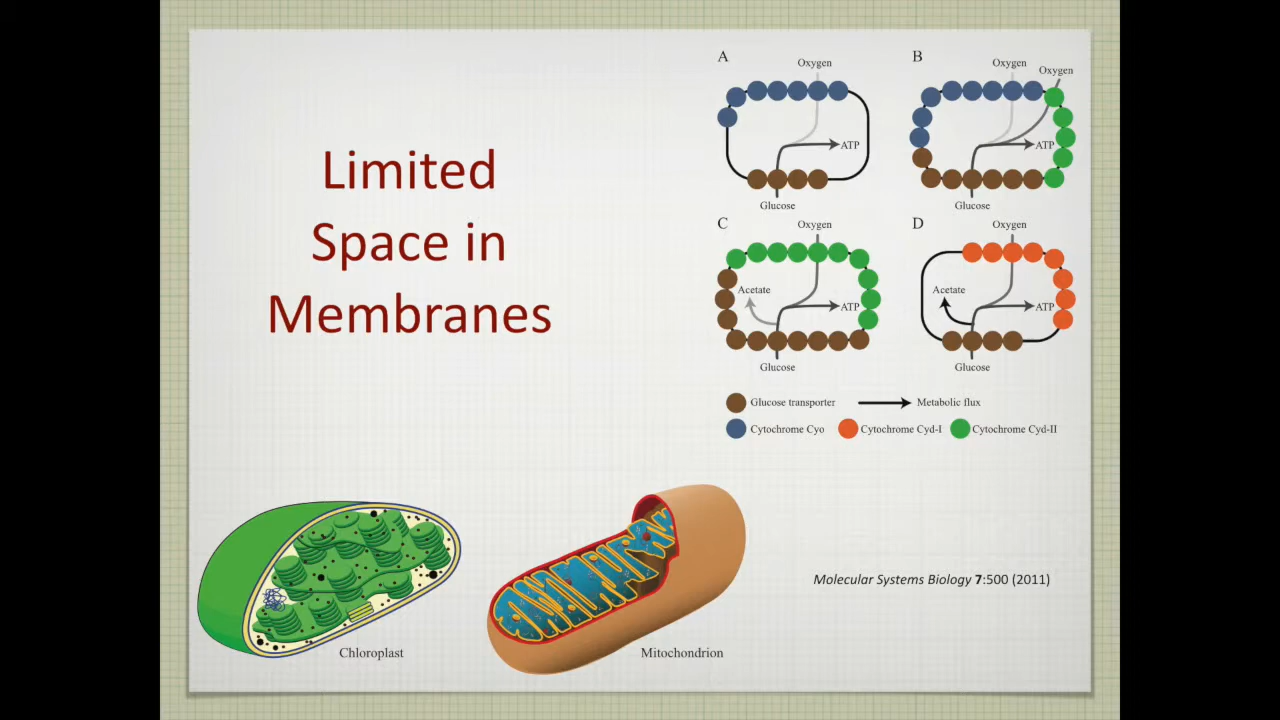 Limited
Space in
Membranes
A
Oxygen
ATP
Glucose
B
Oxygen
Oxygen
ATP
Glucose
C
Oxygen
Acetate
ATP
Glucose
D
Oxygen
Acetate
ATP
Glucose
Glucose transporter
Metabolic flux
Cytochrome Cyo
Cytochrome Cyd-I
Cytochrome Cyd-II
Molecular Systems Biology 7:500 (2011)
Chloroplast
Mitochondrion